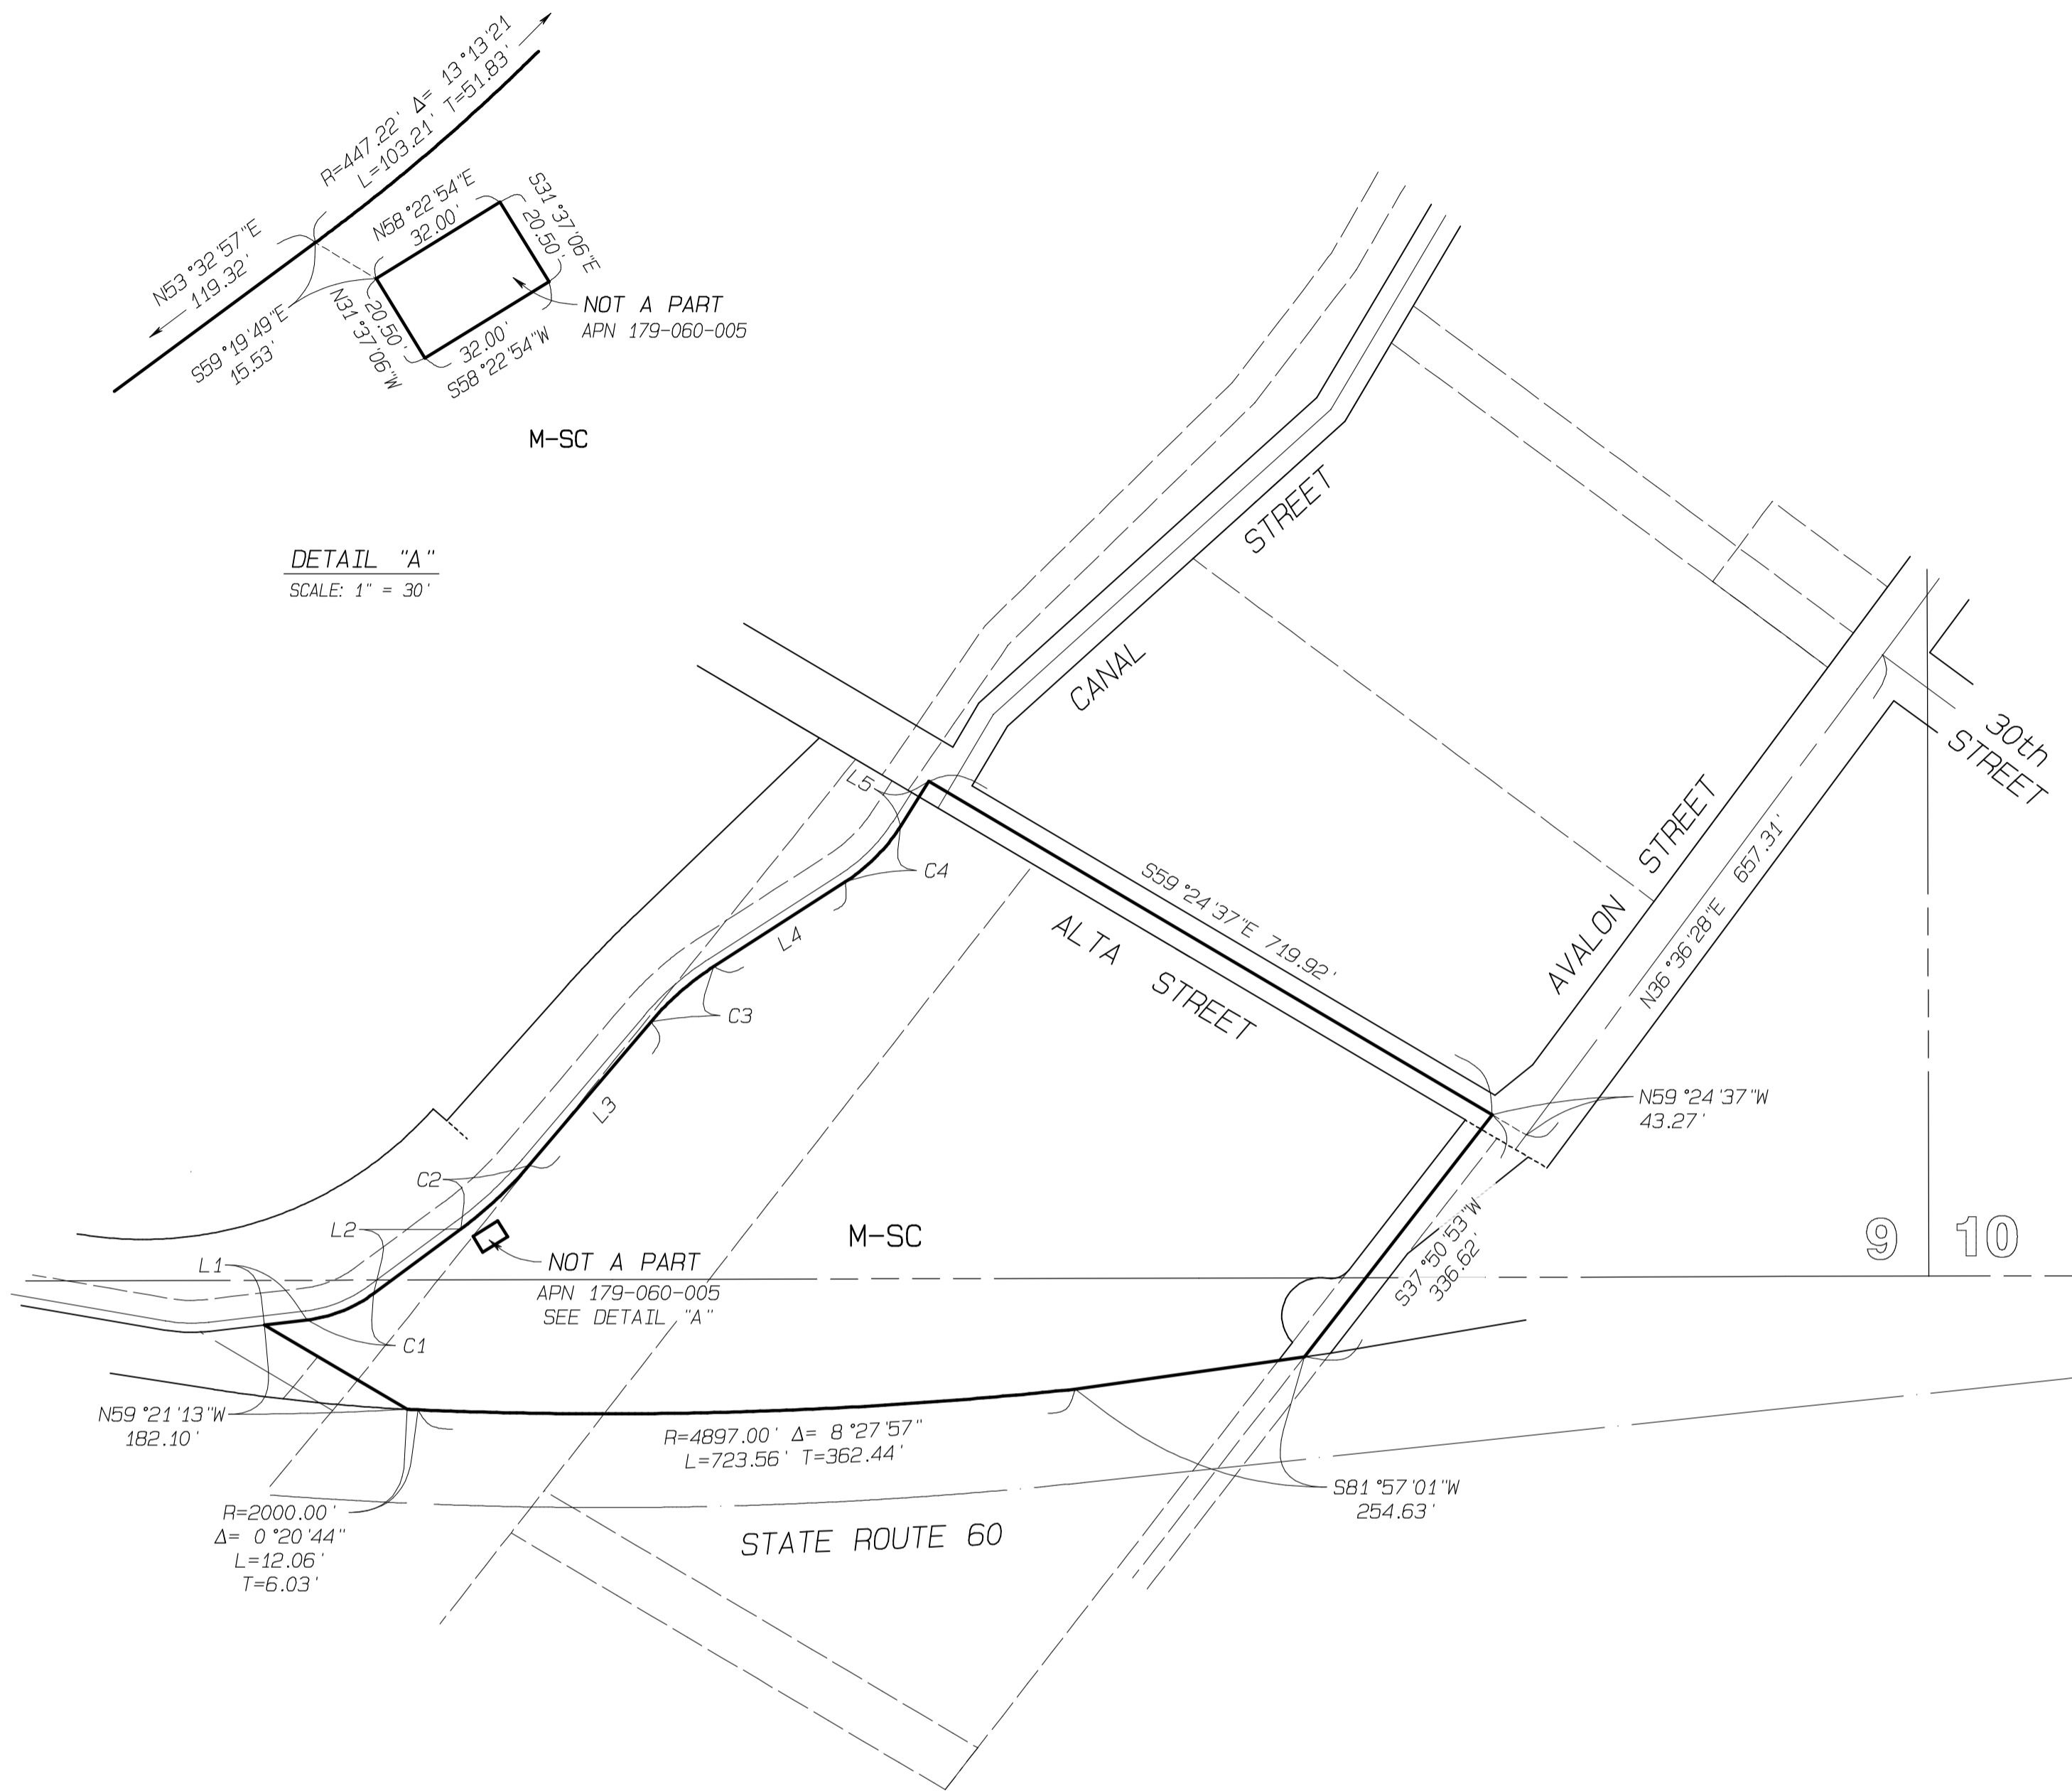 R=447.22' Δ= 13°13'21
L=103.21' T=51.83'
N53°32'57"E
119.32'
N58°22'54"E
32.00'
S31°37'06"E
20.50'
S59°19'49"E
15.53'
N31°37'06"W
20.50'
32.00'
S58°22'54"W
NOT A PART
APN 179-060-005
M-SC
DETAIL "A"
SCALE: 1" = 30'
CANAL STREET
30th
STREET
L5
C4
S59°24'37"E 719.92'
ALTA STREET
AVALON STREET
N36°36'28"E 657.31'
L4
C3
L3
N59°24'37"W
43.27'
C2
L2
L1
NOT A PART
APN 179-060-005
SEE DETAIL "A"
M-SC
S37°50'53"W
336.62'
9 10
C1
N59°21'13"W
182.10'
R=4897.00' Δ= 8°27'57"
L=723.56' T=362.44'
S81°57'01"W
254.63'
R=2000.00'
Δ= 0°20'44"
L=12.06'
T=6.03'
STATE ROUTE 60